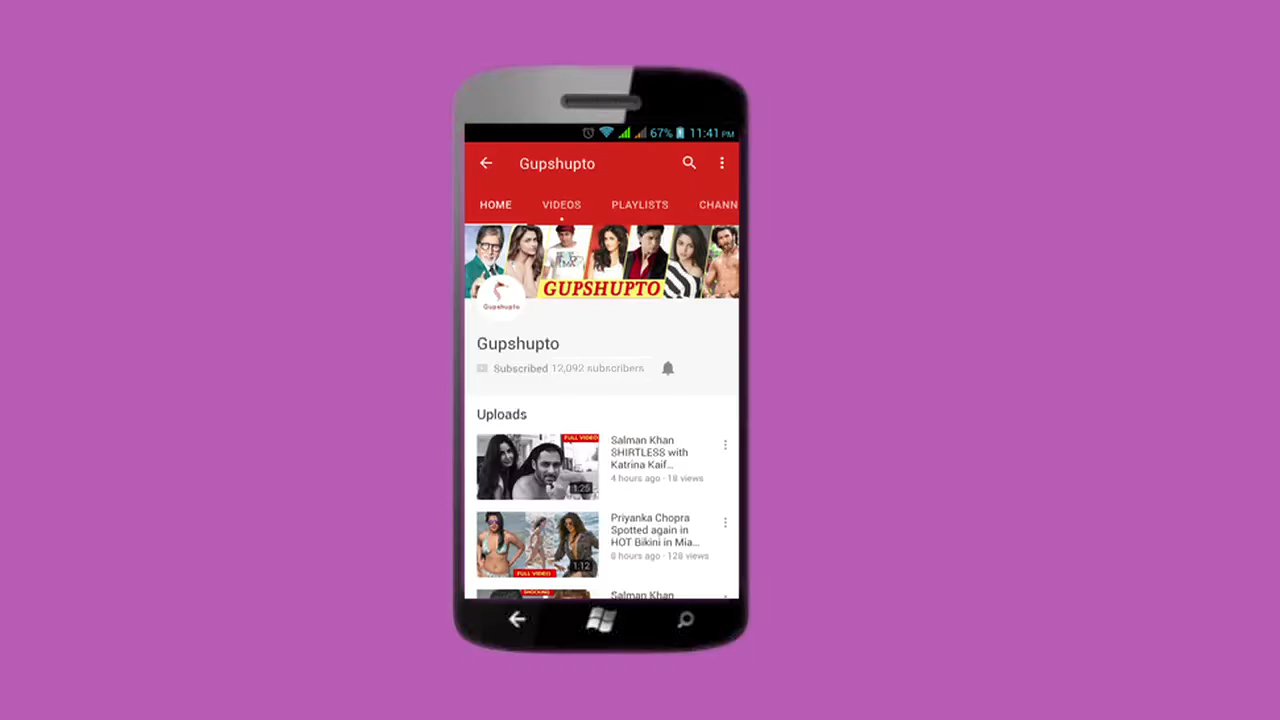 67% 11:41 PM
Gupshupto
HOME VIDEOS PLAYLISTS CHANN
GUPSHUPTO
Gupshupto
Gupshupto
Subscribed 12,092 subscribers
Uploads
FULL VIDEO
1:25
Salman Khan
SHIRTLESS with
Katrina Kaif...
4 hours ago · 18 views
FULL VIDEO
1:12
Priyanka Chopra
Spotted again in
HOT Bikini in Mia...
8 hours ago · 128 views
SHOCKING
Salman Khan